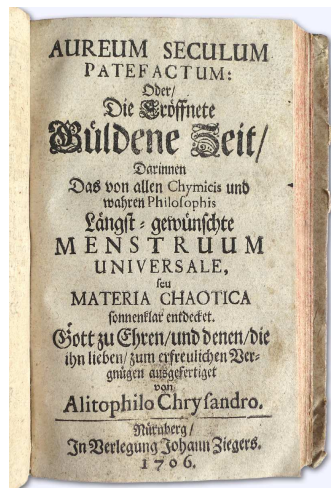 AUREUM SECULUM
PATEFACTUM:
Oder/
Die Eröffnete
Güldene Zeit/
Darinnen
Das von allen Chymicis und
wahren Philosophis
Längst-gewünschte
MENSTRUUM
UNIVERSALE,
seu
MATERIA CHAOTICA
sonnenklar entdecket.
Gott zu Ehren/und denen/die
ihn lieben/zum erfreulichen Ver-
gnügen ausgefertiget
von
Alitophilo Chrysandro.
Nürnberg/
In Verlegung Johann Ziegers.
1706.